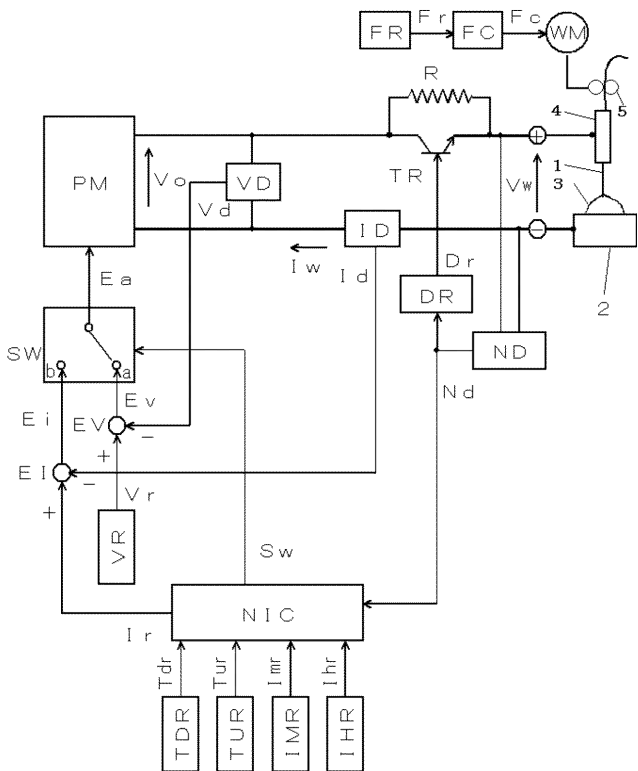 FR
Fr
FC
Fc
WM
R
4
5
PM
Vo
VD
TR
Vw
1
3
Vd
ID
Iw
Id
Dr
2
Ea
DR
SW
ND
b
a
Ev
Nd
Ei
EV
−
+
EI
−
+
Vr
VR
Sw
NIC
Ir
Tdr
Tur
Imr
Ihr
TDR
TUR
IMR
IHR